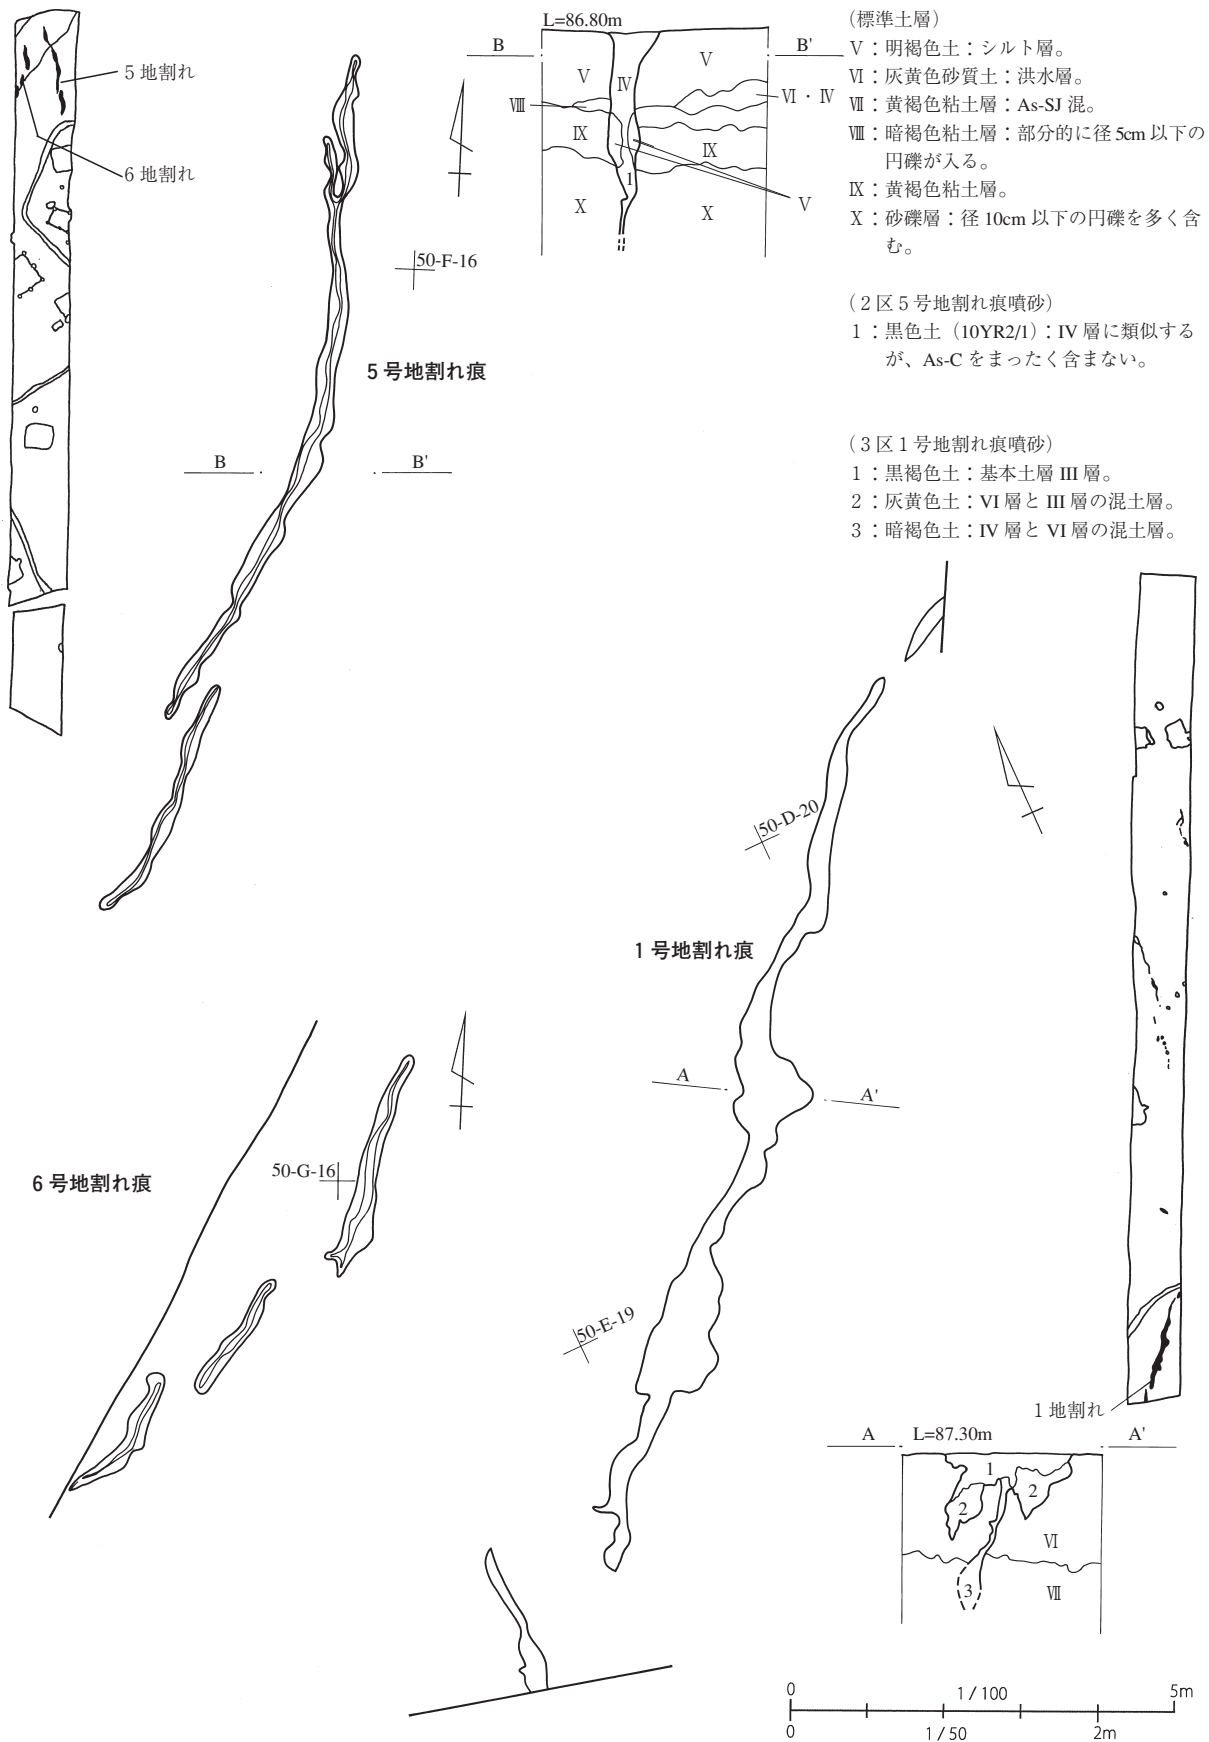 5 地割れ
6 地割れ
L=86.80m
B
B'
Ⅴ
Ⅳ
Ⅴ
Ⅵ・Ⅳ
Ⅷ
Ⅸ
Ⅸ
1
Ⅴ
Ⅹ
Ⅹ
(標準土層)
Ⅴ：明褐色土：シルト層。
Ⅵ：灰黄色砂質土：洪水層。
Ⅶ：黄褐色粘土層：As-SJ 混。
Ⅷ：暗褐色粘土層：部分的に径 5cm 以下の
円礫が入る。
Ⅸ：黄褐色粘土層。
Ⅹ：砂礫層：径 10cm 以下の円礫を多く含
む。
(２区５号地割れ痕噴砂)
1：黒色土（10YR2/1）：IV 層に類似する
が、As-C をまったく含まない。
(３区１号地割れ痕噴砂)
1：黒褐色土：基本土層 III 層。
2：灰黄色土：VI 層と III 層の混土層。
3：暗褐色土：IV 層と VI 層の混土層。
50-F-16
5 号地割れ痕
B
B'
50-D-20
1 号地割れ痕
A
A'
50-G-16
6 号地割れ痕
50-E-19
1 地割れ
A
L=87.30m
A'
1
2
2
Ⅵ
3
Ⅶ
0
1/100
5m
0
1/50
2m